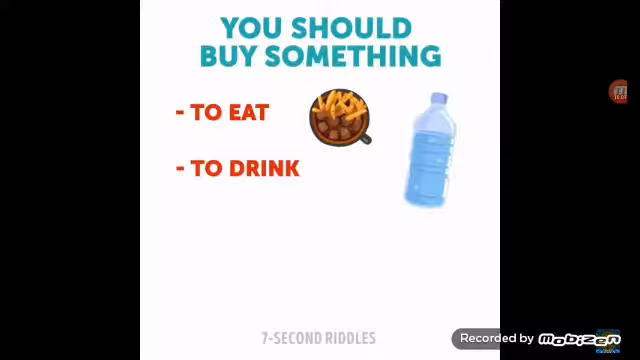 YOU SHOULD
BUY SOMETHING
- TO EAT
- TO DRINK
7-SECOND RIDDLES
Recorded by MOBIZEN